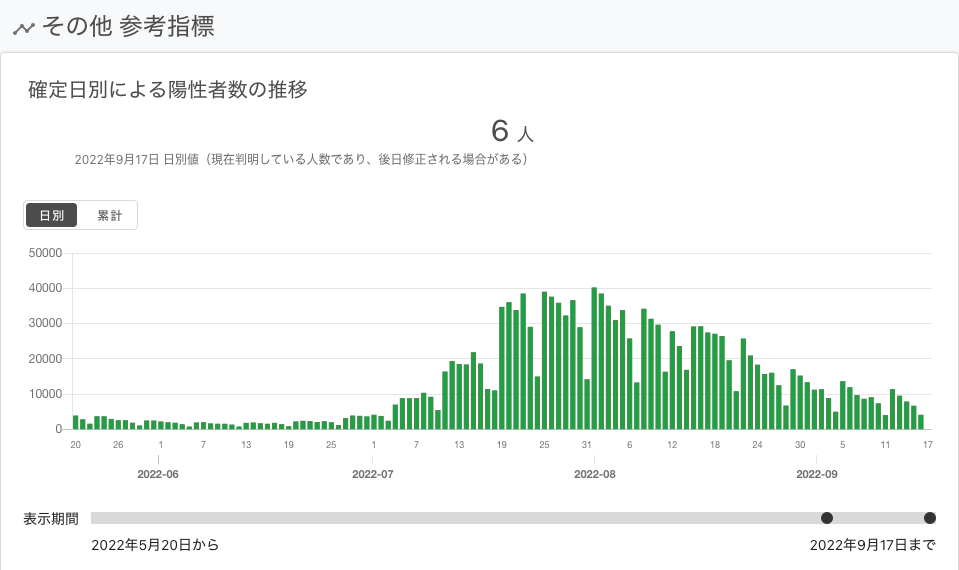 その他 参考指標
確定日別による陽性者数の推移
6 人
2022年9月17日 日別値（現在判明している人数であり、後日修正される場合がある）
日別 累計
50000
40000
30000
20000
10000
0
20 26 1 7 13 19 25 1 7 13 19 25 31 6 12 18 24 30 5 11 17
2022-06 2022-07 2022-08 2022-09
表示期間
2022年5月20日から 2022年9月17日まで